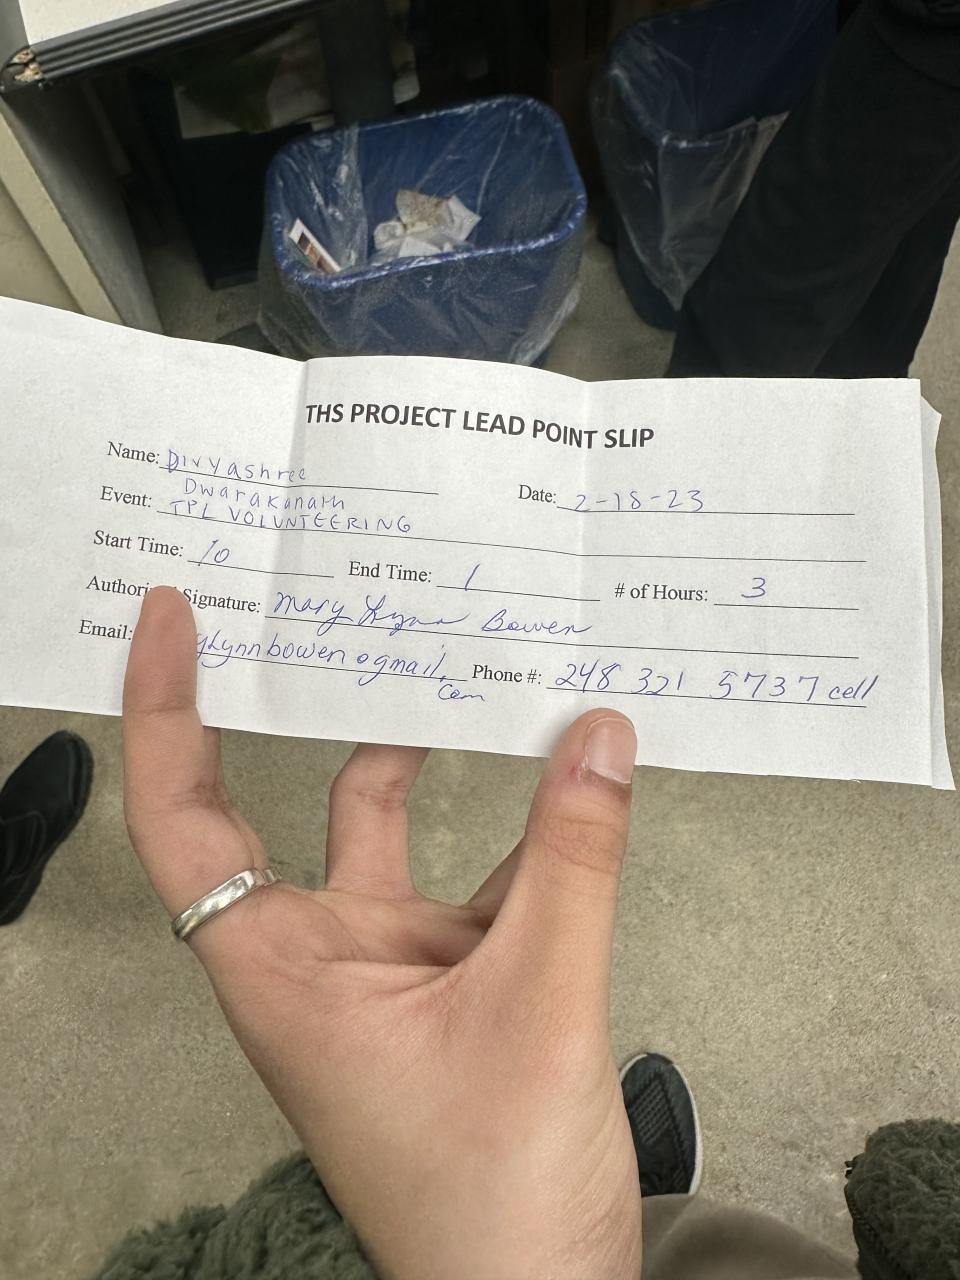 THS PROJECT LEAD POINT SLIP
Name: Divyashree
Dwarakanath
Date: 2-18-23
Event: TPL VOLUNTEERING
Start Time: 10 End Time: 1 # of Hours: 3
Signature: Mary Lynn Bowen
Email: yLynnbowen@gmail.
com
Phone #: 248 321 5737 cell